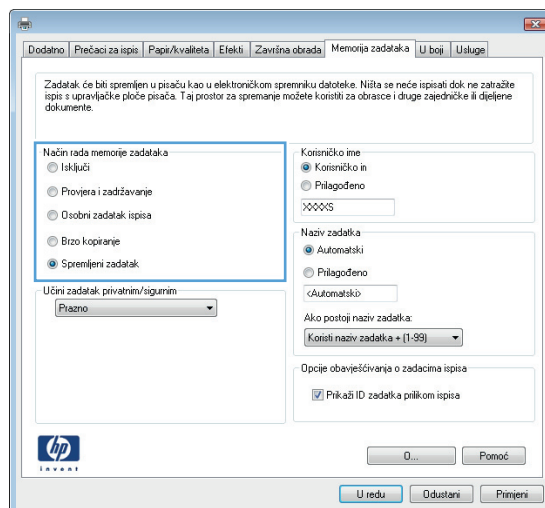 Dodatno Prečaci za ispis Papir/kvaliteta Efekti Završna obrada Memorija zadataka U boji Usluge
Zadatak će biti spremljen u pisaču kao u elektroničkom spremniku datoteke. Ništa se neće ispisati dok ne zatražite
ispis s upravljačke ploče pisača. Taj prostor za spremanje možete koristiti za obrasce i druge zajedničke ili dijeljene
dokumente.
Način rada memorije zadataka
Isključi
Provjera i zadržavanje
Osobni zadatak ispisa
Brzo kopiranje
Spremljeni zadatak
Učini zadatak privatnim/sigurnim
Prazno
Korisničko ime
Korisničko in
Prilagođeno
XXXXS
Naziv zadatka
Automatski
Prilagođeno
<Automatski>
Ako postoji naziv zadatka:
Koristi naziv zadatka + (1-99)
Opcije obavješćivanja o zadacima ispisa
Prikaži ID zadatka prilikom ispisa
hp
invent
O... Pomoć
U redu Odustani Primijeni